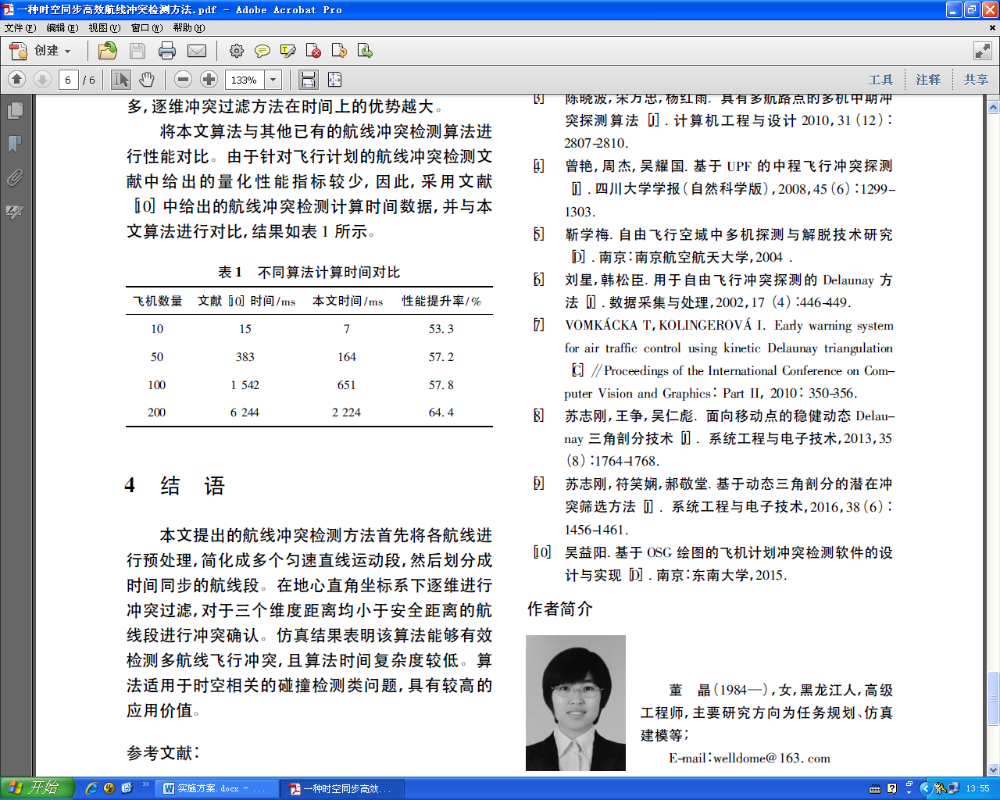 一种时空同步高效航线冲突检测方法.pdf - Adobe Acrobat Pro
文件(F) 编辑(E) 视图(V) 窗口(W) 帮助(H)
创建
6 / 6 133% 工具 注释 共享
多,逐维冲突过滤方法在时间上的优势越大。
将本文算法与其他已有的航线冲突检测算法进
行性能对比。由于针对飞行计划的航线冲突检测文
献中给出的量化性能指标较少,因此,采用文献
[10]中给出的航线冲突检测计算时间数据,并与本
文算法进行对比,结果如表 1 所示。
表 1 不同算法计算时间对比
飞机数量 文献[10]时间/ms 本文时间/ms 性能提升率/%
10 15 7 53.3
50 383 164 57.2
100 1 542 651 57.8
200 6 244 2 224 64.4
4 结 语
本文提出的航线冲突检测方法首先将各航线进
行预处理,简化成多个匀速直线运动段,然后划分成
时间同步的航线段。在地心直角坐标系下逐维进行
冲突过滤,对于三个维度距离均小于安全距离的航
线段进行冲突确认。仿真结果表明该算法能够有效
检测多航线飞行冲突,且算法时间复杂度较低。算
法适用于时空相关的碰撞检测类问题,具有较高的
应用价值。
参考文献:
[3] 陈晓波,宋万忠,杨红雨. 具有多航路点的多机中期冲
突探测算法[J].计算机工程与设计 2010,31(12):
2807-2810.
[4] 曾艳,周杰,吴耀国.基于 UPF 的中程飞行冲突探测
[J].四川大学学报(自然科学版),2008,45(6):1299-
1303.
[5] 靳学梅.自由飞行空域中多机探测与解脱技术研究
[D].南京:南京航空航天大学,2004 .
[6] 刘星,韩松臣.用于自由飞行冲突探测的 Delaunay 方
法[J].数据采集与处理,2002,17 (4):446-449.
[7] VOMKÁCKA T,KOLINGEROVÁ I. Early warning system
for air traffic control using kinetic Delaunay triangulation
[C]//Proceedings of the International Conference on Com-
puter Vision and Graphics: Part II, 2010: 350-356.
[8] 苏志刚,王争,吴仁彪. 面向移动点的稳健动态 Delau-
nay 三角剖分技术[J]. 系统工程与电子技术,2013,35
(8):1764-1768.
[9] 苏志刚,符笑娴,郝敬堂.基于动态三角剖分的潜在冲
突筛选方法[J]. 系统工程与电子技术,2016,38(6):
1456-1461.
[10] 吴益阳.基于 OSG 绘图的飞机计划冲突检测软件的设
计与实现[D].南京:东南大学,2015.
作者简介
董 晶(1984—),女,黑龙江人,高级
工程师,主要研究方向为任务规划、仿真
建模等;
E-mail:welldome@163.com
开始 实施方案.docx - ... 一种时空同步高效... 13:55